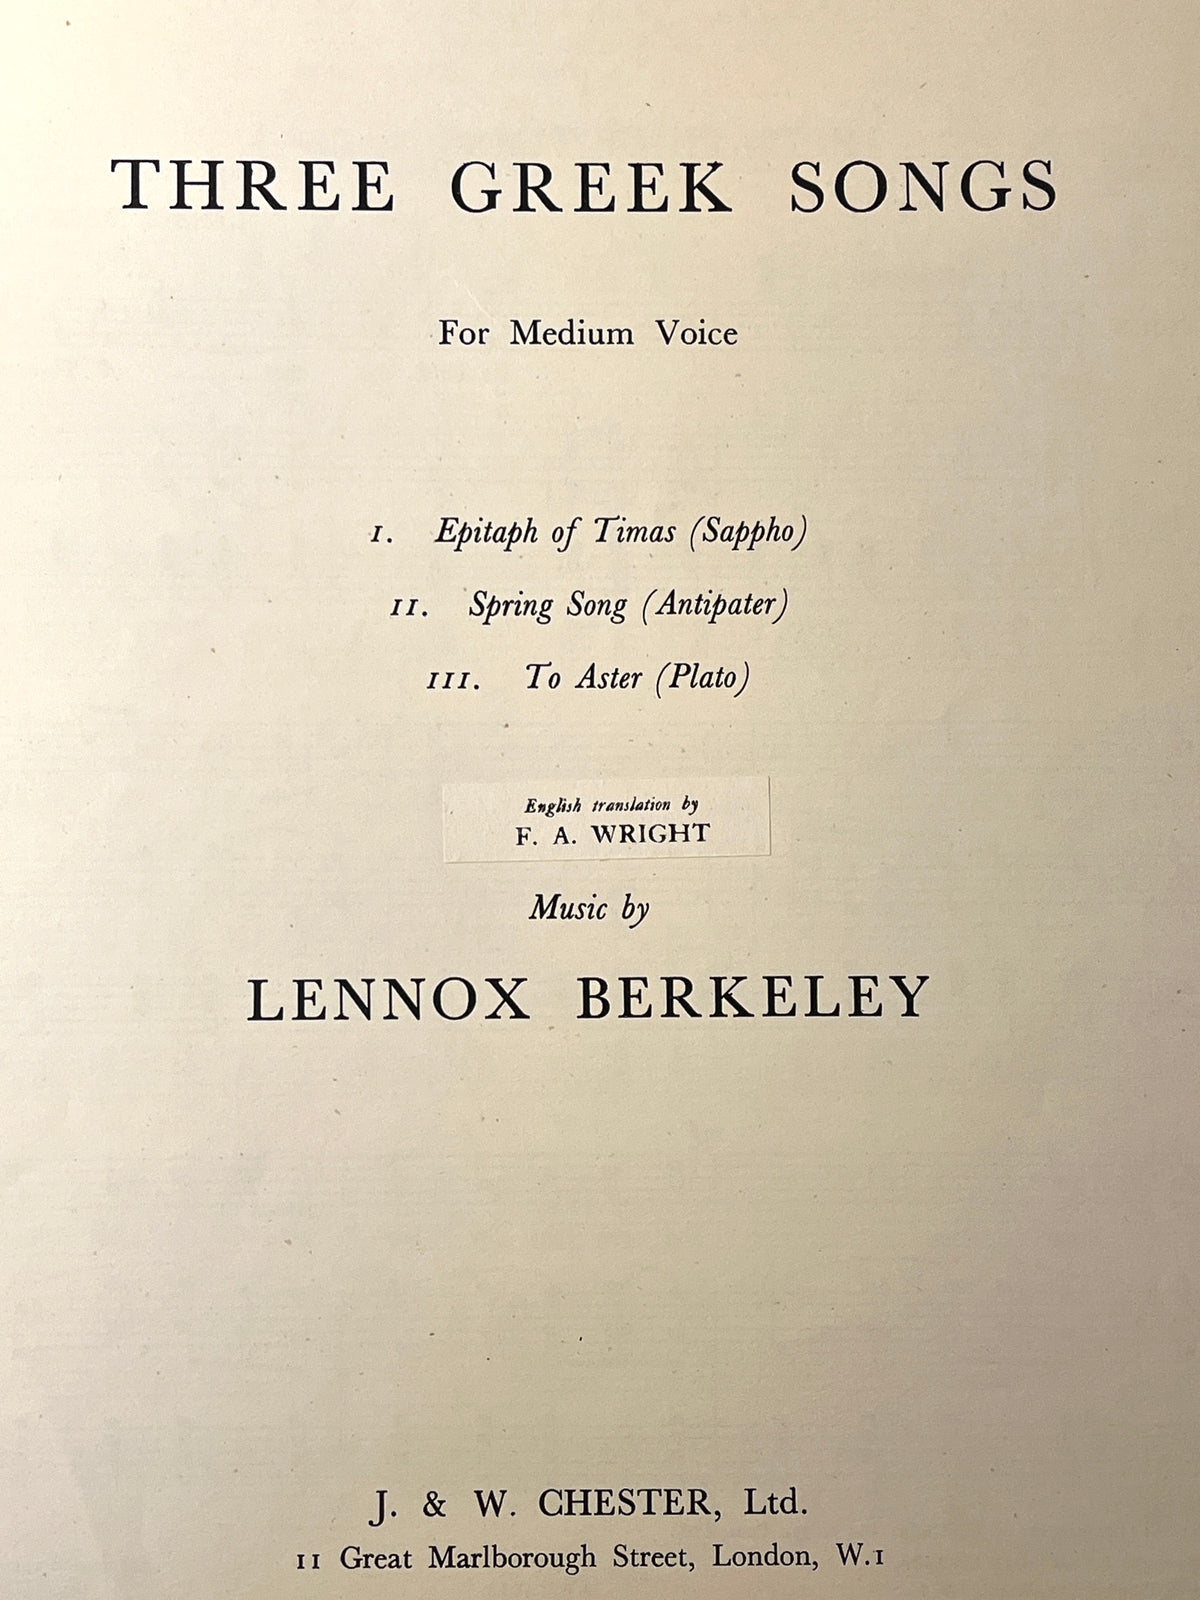 THREE GREEK SONGS
For Medium Voice
I. Epitaph of Timas (Sappho)
II. Spring Song (Antipater)
III. To Aster (Plato)
English translation by
F. A. WRIGHT
Music by
LENNOX BERKELEY
J. & W. CHESTER, Ltd.
11 Great Marlborough Street, London, W.1